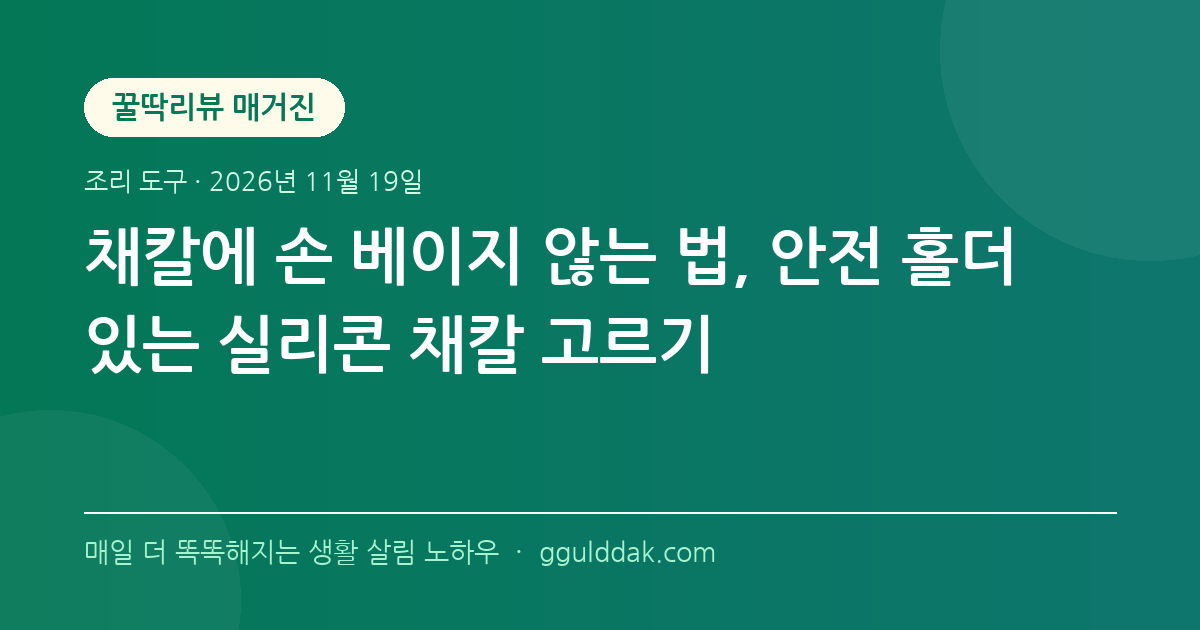 꿀딱리뷰 매거진
조리 도구 · 2026년 11월 19일
채칼에 손 베이지 않는 법, 안전 홀더
있는 실리콘 채칼 고르기
매일 더 똑똑해지는 생활 살림 노하우 · ggulddak.com